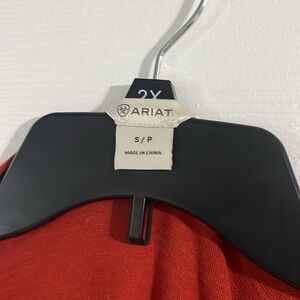 2X
ARIAT
S/P
MADE IN CHINA